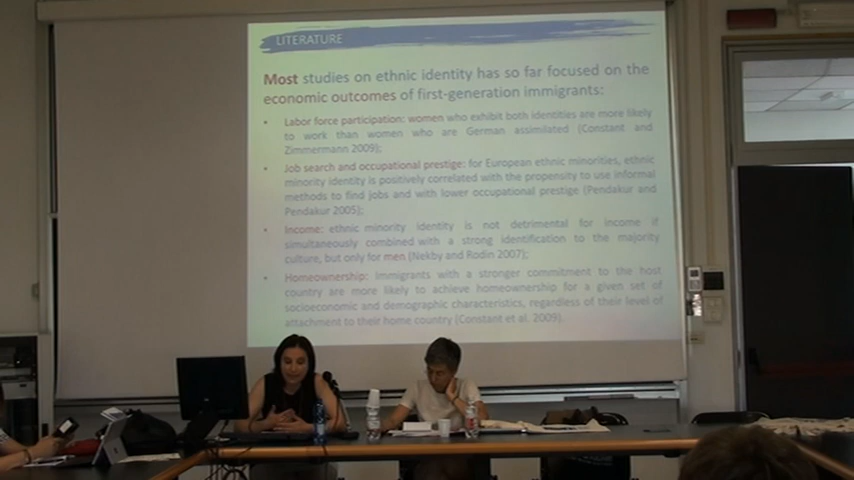 LITERATURE
Most studies on ethnic identity has so far focused on the
economic outcomes of first-generation immigrants:
• Labor force participation: women who exhibit both identities are more likely
to work than women who are German assimilated (Constant and
Zimmermann 2009);
• Job search and occupational prestige: for European ethnic minorities, ethnic
minority identity is positively correlated with the propensity to use informal
methods to find jobs and with lower occupational prestige (Pendakur and
Pendakur 2005);
• Income: ethnic minority identity is not detrimental for income if
simultaneously combined with a strong identification to the majority
culture, but only for men (Nekby and Rodin 2007);
• Homeownership: Immigrants with a stronger commitment to the host
country are more likely to achieve homeownership for a given set of
socioeconomic and demographic characteristics, regardless of their level of
attachment to their home country (Constant et al. 2009).